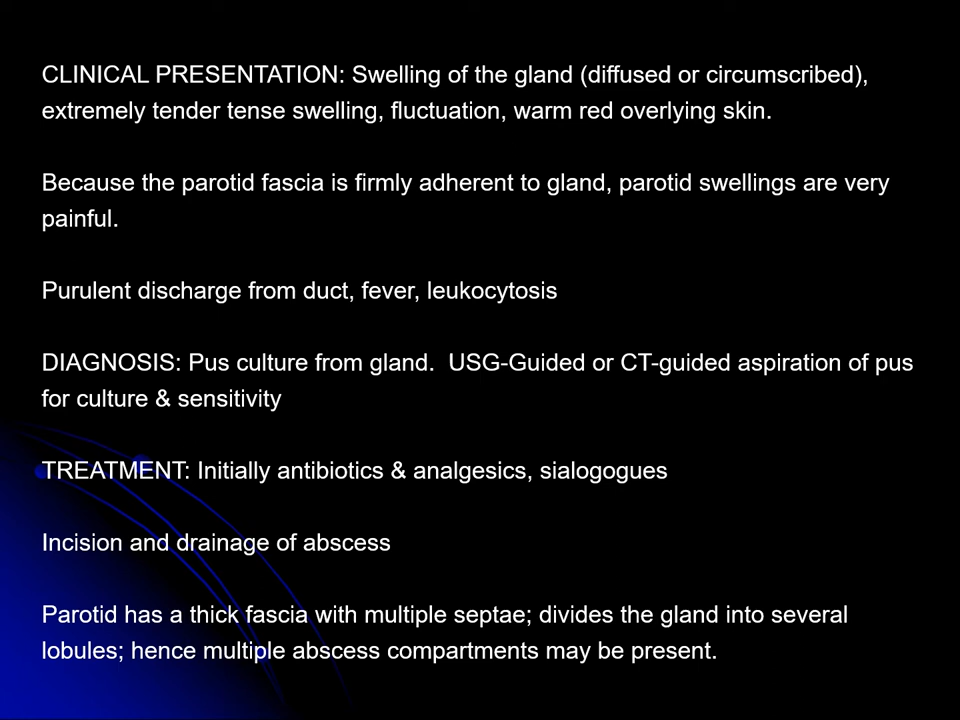 CLINICAL PRESENTATION: Swelling of the gland (diffused or circumscribed),
extremely tender tense swelling, fluctuation, warm red overlying skin.
Because the parotid fascia is firmly adherent to gland, parotid swellings are very
painful.
Purulent discharge from duct, fever, leukocytosis
DIAGNOSIS: Pus culture from gland.  USG-Guided or CT-guided aspiration of pus
for culture & sensitivity
TREATMENT: Initially antibiotics & analgesics, sialogogues
Incision and drainage of abscess
Parotid has a thick fascia with multiple septae; divides the gland into several
lobules; hence multiple abscess compartments may be present.